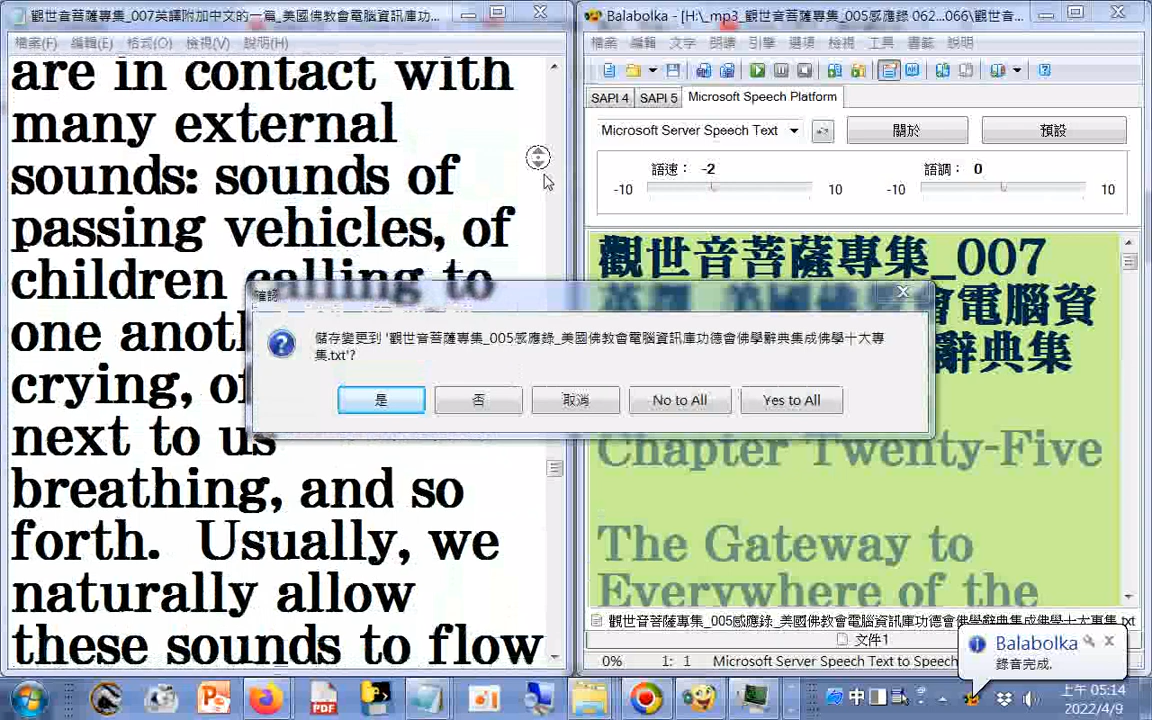 觀世音菩薩專集_007英譯附加中文的一篇_美國佛教會電腦資訊庫功...
檔案(F) 編輯(E) 格式(O) 檢視(V) 說明(H)
are in contact with
many external
sounds: sounds of
passing vehicles, of
children calling to
one anoth
crying, of
next to us
breathing, and so
forth. Usually, we
naturally allow
these sounds to flow
Balabolka - [H:\_mp3_觀世音菩薩專集_005感應錄 062...066\觀世音...
檔案 編輯 文字 朗讀 引擎 選項 檢視 工具 書籤 說明
SAPI 4 SAPI 5 Microsoft Speech Platform
Microsoft Server Speech Text 關於 預設
語速： -2 語調： 0
-10 10 -10 10
觀世音菩薩專集_007
會電腦資
辭典集
Chapter Twenty-Five
The Gateway to
Everywhere of the
觀世音菩薩專集_005感應錄_美國佛教會電腦資訊庫功德會佛學辭典集成佛學十大專集.txt
文件1
0% 1: 1 Microsoft Server Speech Text to Speech
確認
儲存變更到 '觀世音菩薩專集_005感應錄_美國佛教會電腦資訊庫功德會佛學辭典集成佛學十大專
集.txt'?
是 否 取消 No to All Yes to All
Balabolka
錄音完成.
中
上午 05:14
2022/4/9